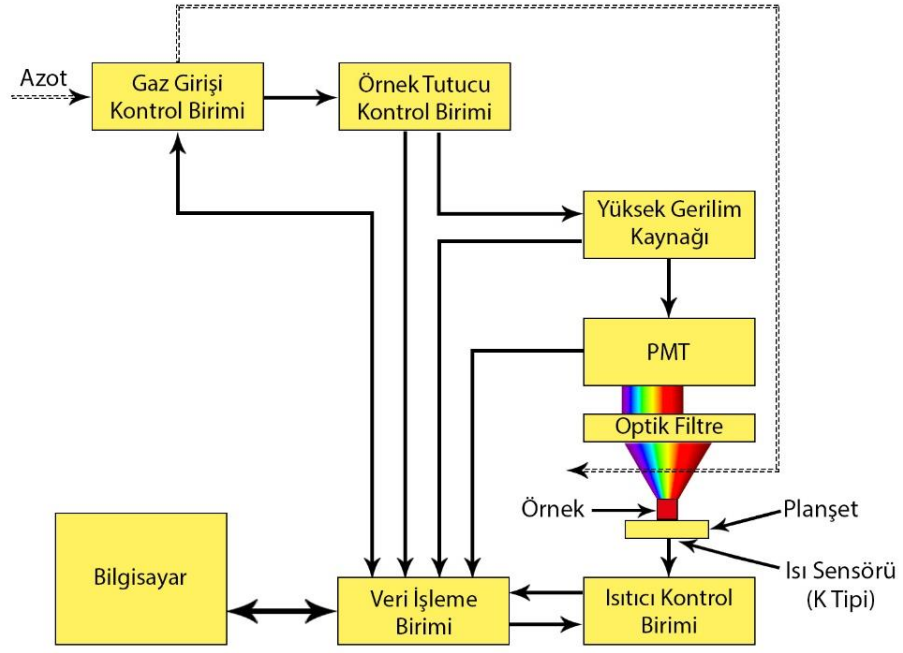 Azot
Gaz Girişi
Kontrol Birimi
Örnek Tutucu
Kontrol Birimi
Yüksek Gerilim
Kaynağı
PMT
Optik Filtre
Örnek
Planşet
Isı Sensörü
(K Tipi)
Bilgisayar
Veri İşleme
Birimi
Isıtıcı Kontrol
Birimi